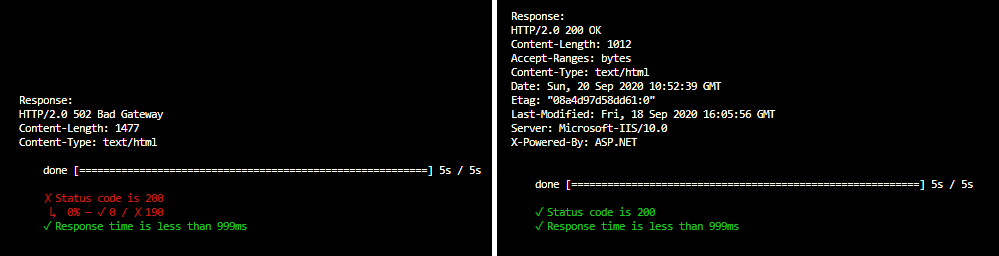 Response:
HTTP/2.0 502 Bad Gateway
Content-Length: 1477
Content-Type: text/html
done [==========================================================] 5s / 5s
✗ Status code is 200
↳ 0% — ✓ 0 / ✗ 190
✓ Response time is less than 999ms
Response:
HTTP/2.0 200 OK
Content-Length: 1012
Accept-Ranges: bytes
Content-Type: text/html
Date: Sun, 20 Sep 2020 10:52:39 GMT
Etag: "08a4d97d58dd61:0"
Last-Modified: Fri, 18 Sep 2020 16:05:56 GMT
Server: Microsoft-IIS/10.0
X-Powered-By: ASP.NET
done [==========================================================] 5s / 5s
✓ Status code is 200
✓ Response time is less than 999ms